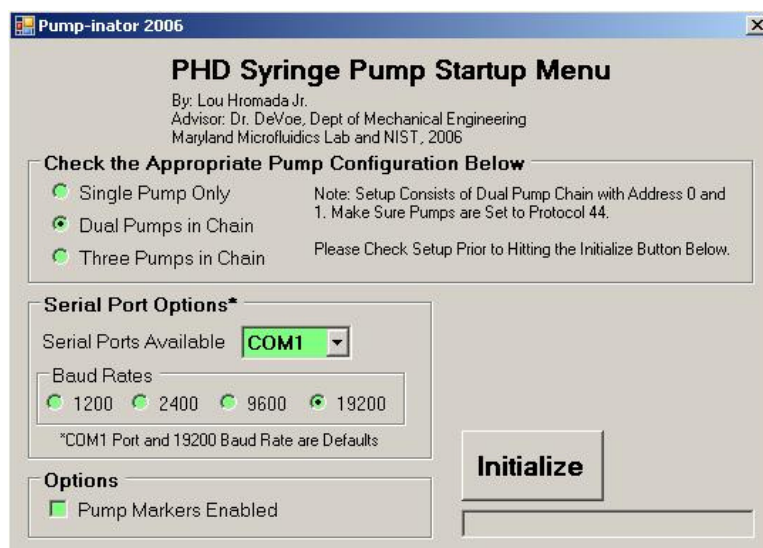 Pump-inator 2006
PHD Syringe Pump Startup Menu
By: Lou Hromada Jr.
Advisor: Dr. DeVoe, Dept of Mechanical Engineering
Maryland Microfluidics Lab and NIST, 2006
Check the Appropriate Pump Configuration Below
Single Pump Only
Dual Pumps in Chain
Three Pumps in Chain
Note: Setup Consists of Dual Pump Chain with Address 0 and
1. Make Sure Pumps are Set to Protocol 44.
Please Check Setup Prior to Hitting the Initialize Button Below.
Serial Port Options*
Serial Ports Available COM1
Baud Rates
1200 2400 9600 19200
*COM1 Port and 19200 Baud Rate are Defaults
Options
Pump Markers Enabled
Initialize